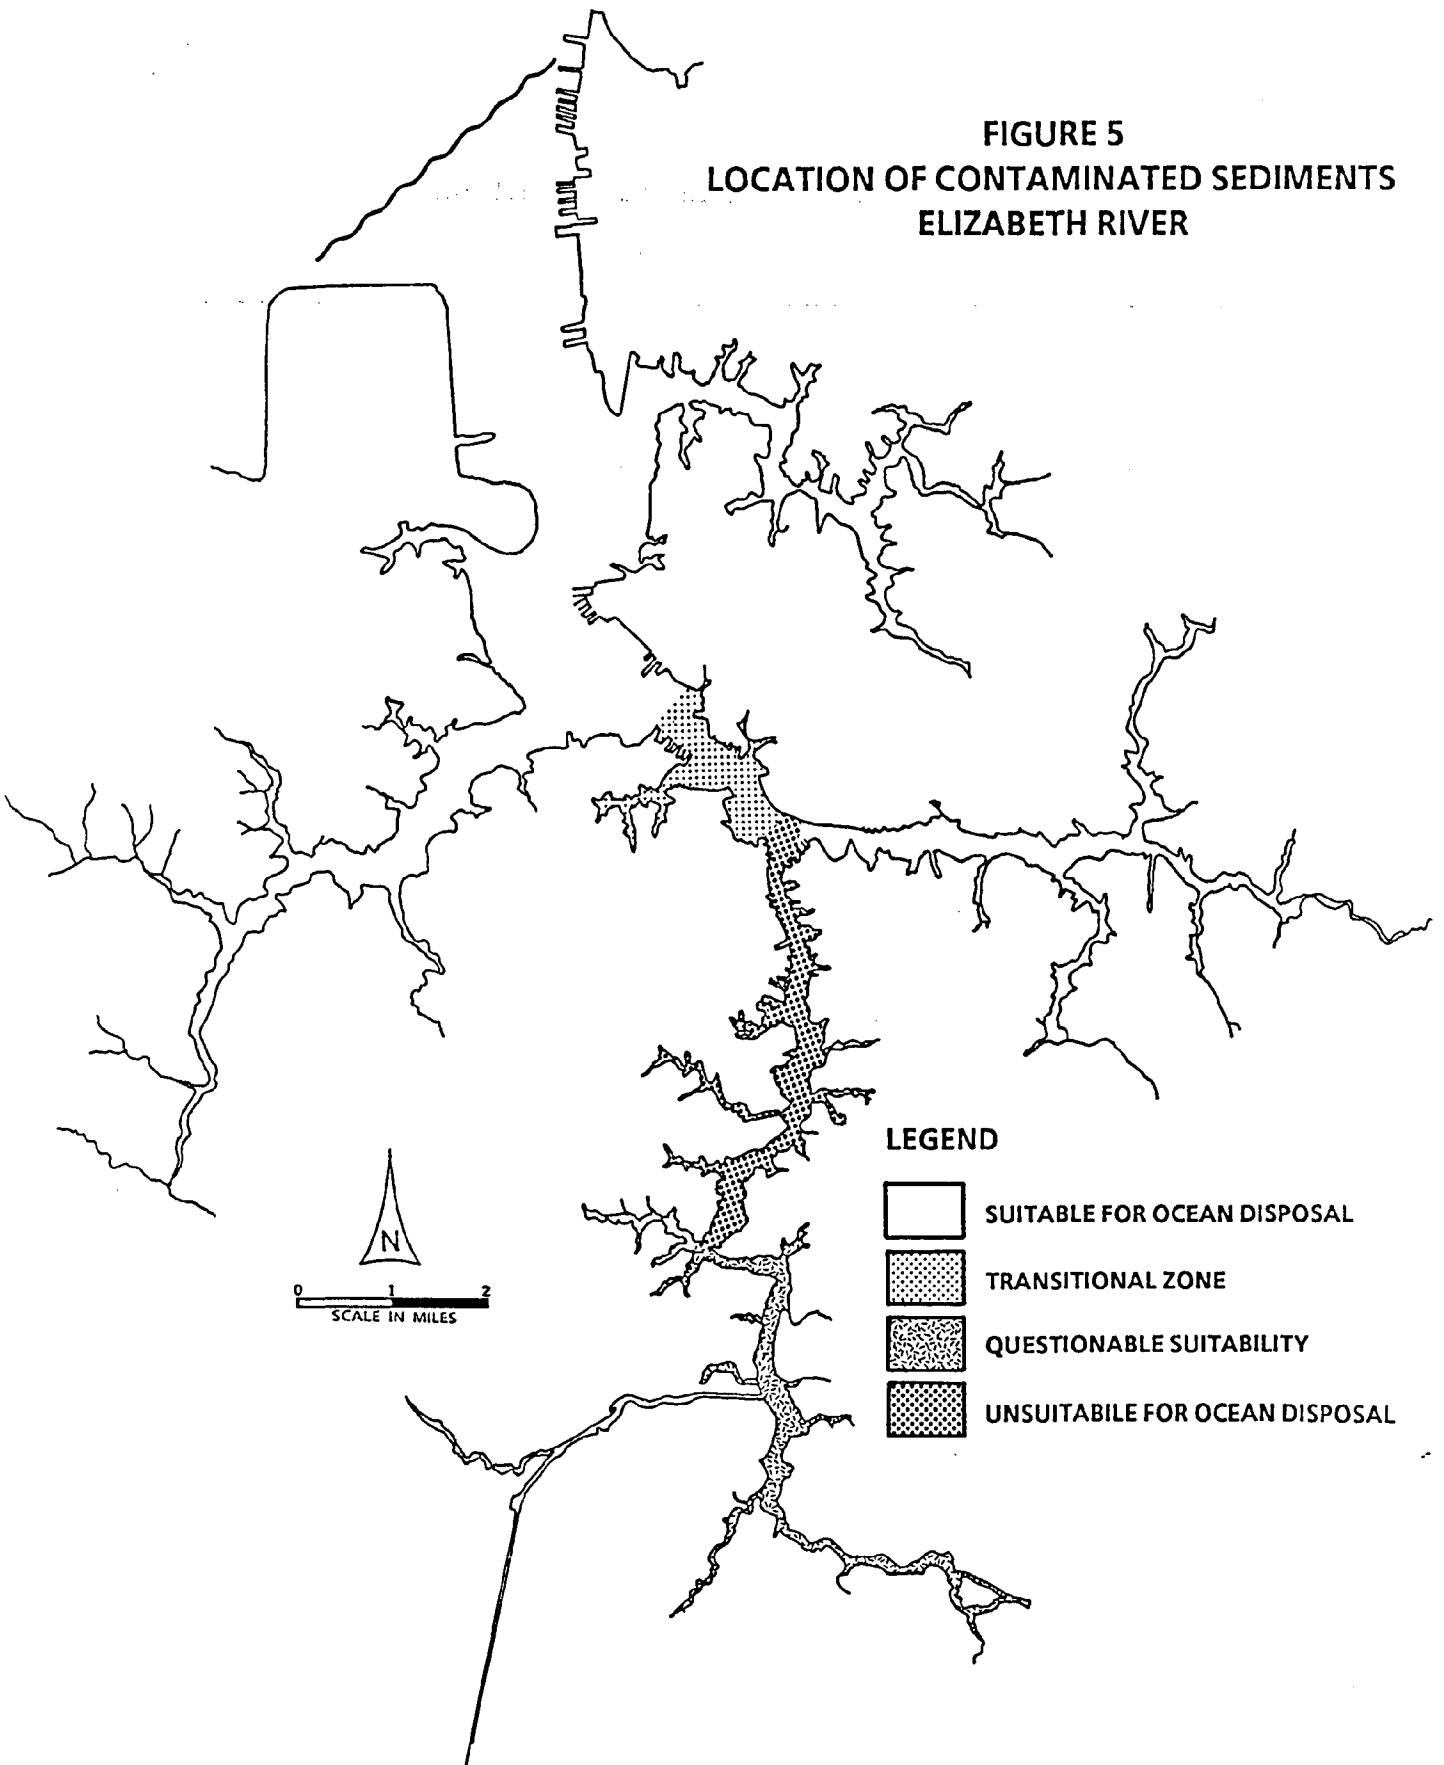 FIGURE 5
LOCATION OF CONTAMINATED SEDIMENTS
ELIZABETH RIVER
LEGEND
SUITABLE FOR OCEAN DISPOSAL
TRANSITIONAL ZONE
QUESTIONABLE SUITABILITY
UNSUITABILE FOR OCEAN DISPOSAL
N
0 1 2
SCALE IN MILES